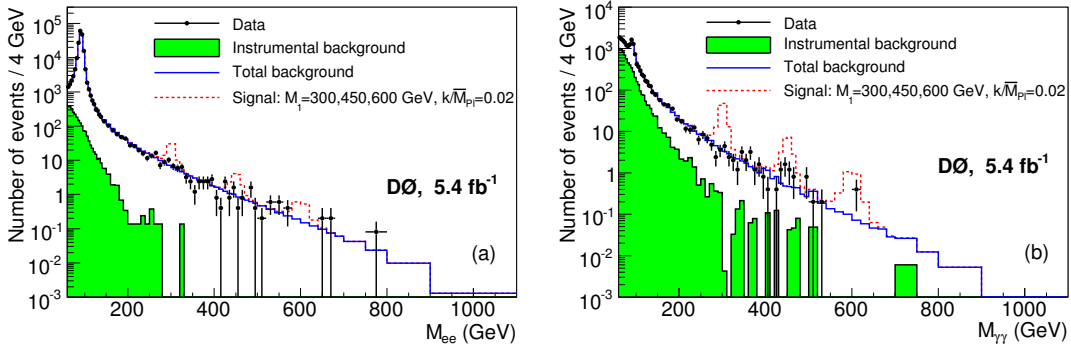 Number of events / 4 GeV
10⁵
10⁴
10³
10²
10
1
10⁻¹
10⁻²
10⁻³
Data
Instrumental background
Total background
Signal: M₁=300,450,600 GeV, k/M̅ₚₗ=0.02
DØ, 5.4 fb⁻¹
(a)
200 400 600 800 1000
Mₑₑ (GeV)
Number of events / 4 GeV
10⁴
10³
10²
10
1
10⁻¹
10⁻²
10⁻³
Data
Instrumental background
Total background
Signal: M₁=300,450,600 GeV, k/M̅ₚₗ=0.02
DØ, 5.4 fb⁻¹
(b)
200 400 600 800 1000
Mᵧᵧ (GeV)